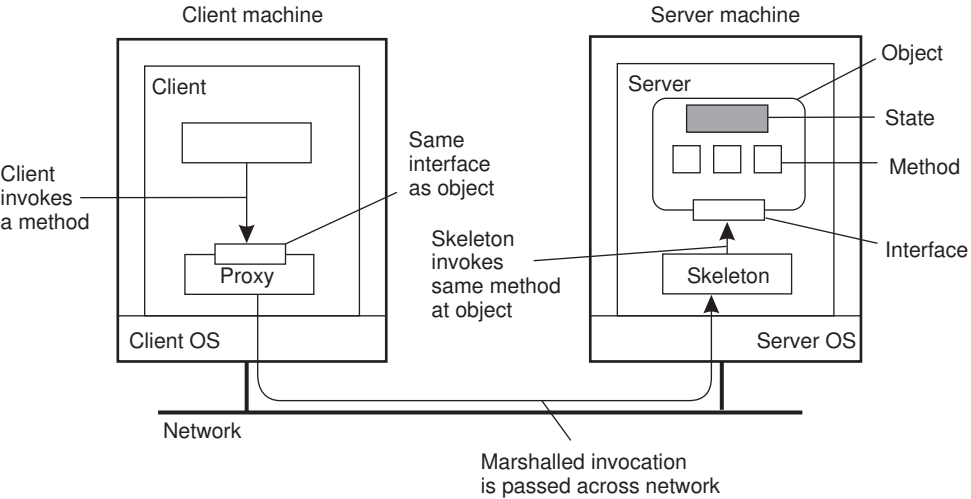 Client machine
Server machine
Client
Server
Object
State
Method
Interface
Client
invokes
a method
Same
interface
as object
Proxy
Skeleton
invokes
same method
at object
Skeleton
Client OS
Server OS
Network
Marshalled invocation
is passed across network